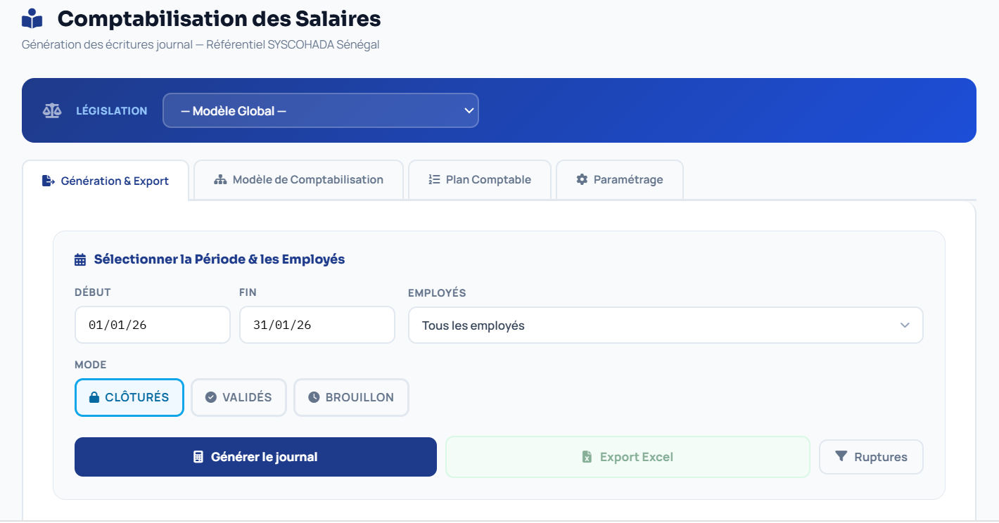 Comptabilisation des Salaires
Génération des écritures journal — Référentiel SYSCOHADA Sénégal
LÉGISLATION
— Modèle Global —
Génération & Export
Modèle de Comptabilisation
Plan Comptable
Paramétrage
Sélectionner la Période & les Employés
DÉBUT
FIN
EMPLOYÉS
01/01/26
31/01/26
Tous les employés
MODE
CLÔTURÉS
VALIDÉS
BROUILLON
Générer le journal
Export Excel
Ruptures